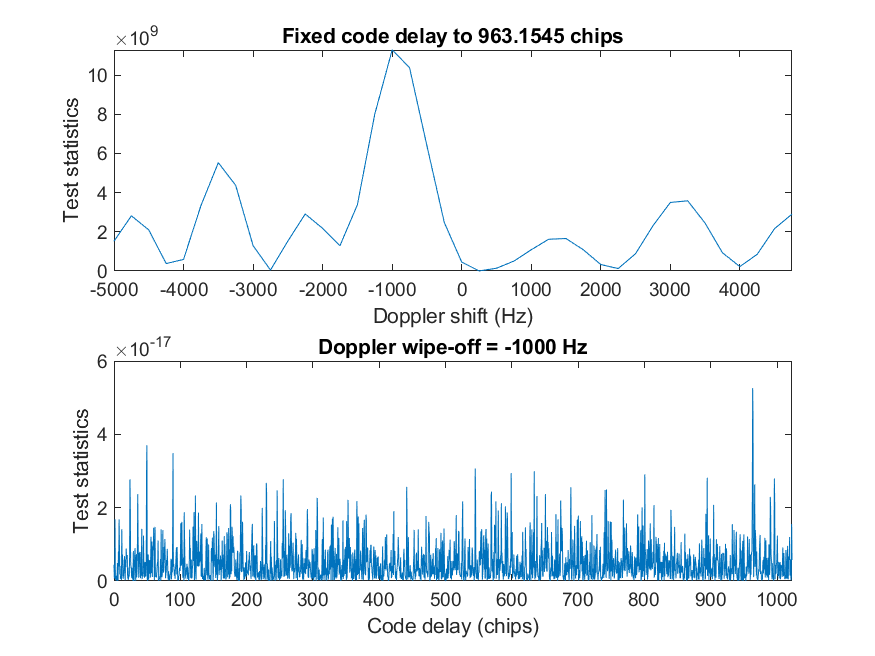 ×10^9
Fixed code delay to 963.1545 chips
Test statistics
10
8
6
4
2
0
-5000 -4000 -3000 -2000 -1000 0 1000 2000 3000 4000
Doppler shift (Hz)
×10^-17
Doppler wipe-off = -1000 Hz
Test statistics
6
4
2
0
0 100 200 300 400 500 600 700 800 900 1000
Code delay (chips)